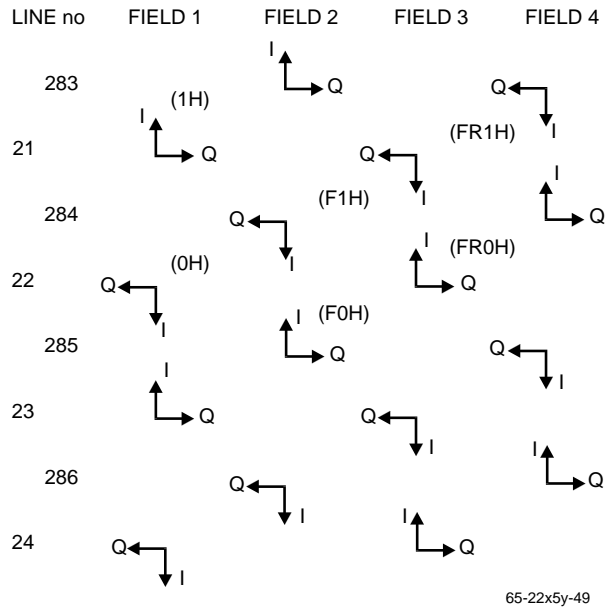 LINE no FIELD 1 FIELD 2 FIELD 3 FIELD 4
I
283 Q Q
I (1H) (FR1H) I
21 Q Q
I
(F1H) I
284 Q Q
(0H) I I (FR0H)
22 Q Q
I I (F0H)
285 Q Q
I I
23 Q Q
I I
286 Q Q
I I
24 Q Q
I
65-22x5y-49